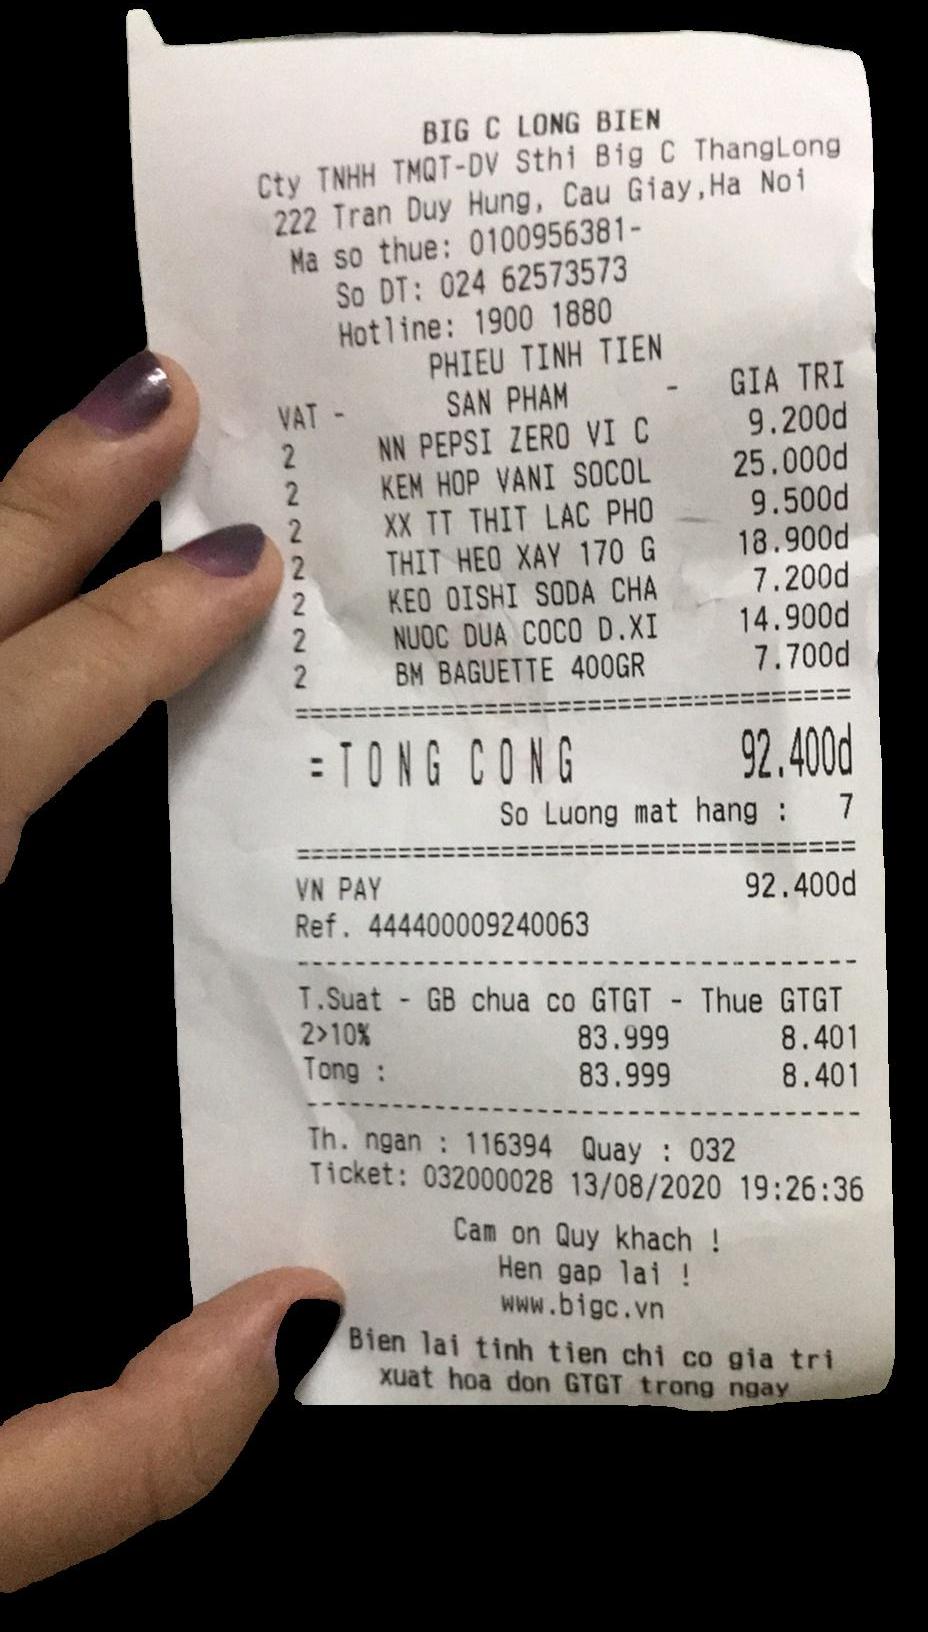 BIG C LONG BIEN
Cty TNHH TMQT-DV Sthi Big C ThangLong
222 Tran Duy Hung, Cau Giay,Ha Noi
Ma so thue: 0100956381-
So DT: 024 62573573
Hotline: 1900 1880
PHIEU TINH TIEN
VAT - SAN PHAM - GIA TRI
2 NN PEPSI ZERO VI C 9.200d
2 KEM HOP VANI SOCOL 25.000d
2 XX TT THIT LAC PHO 9.500d
2 THIT HEO XAY 170 G 18.900d
2 KEO OISHI SODA CHA 7.200d
2 NUOC DUA COCO D.XI 14.900d
2 BM BAGUETTE 400GR 7.700d
======================================
=TONG CONG 92.400d
So Luong mat hang : 7
======================================
VN PAY 92.400d
Ref. 444400009240063
--------------------------------------
T.Suat - GB chua co GTGT - Thue GTGT
2>10% 83.999 8.401
Tong : 83.999 8.401
--------------------------------------
Th. ngan : 116394 Quay : 032
Ticket: 032000028 13/08/2020 19:26:36
Cam on Quy khach !
Hen gap lai !
www.bigc.vn
Bien lai tinh tien chi co gia tri
xuat hoa don GTGT trong ngay